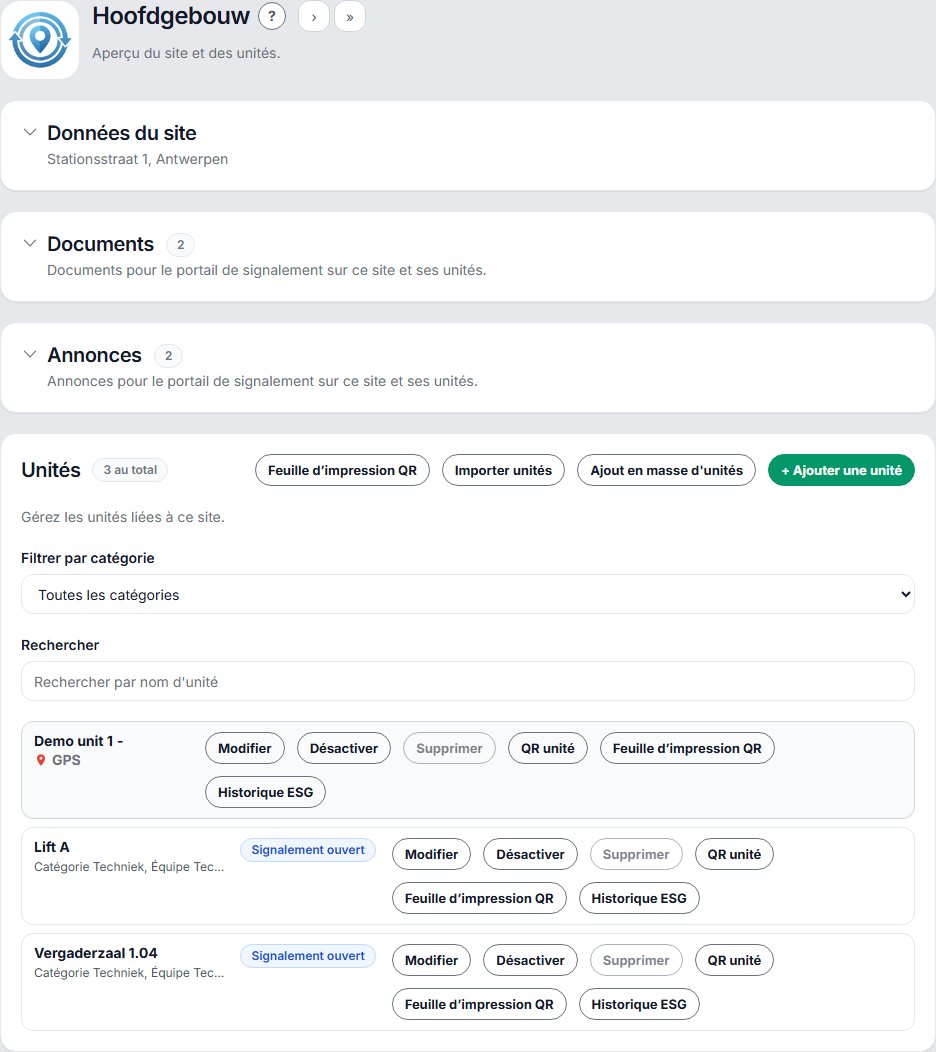 Hoofdgebouw ? › »
Aperçu du site et des unités.
Données du site
Stationsstraat 1, Antwerpen
Documents 2
Documents pour le portail de signalement sur ce site et ses unités.
Annonces 2
Annonces pour le portail de signalement sur ce site et ses unités.
Unités 3 au total Feuille d’impression QR Importer unités Ajout en masse d'unités + Ajouter une unité
Gérez les unités liées à ce site.
Filtrer par catégorie
Toutes les catégories
Rechercher
Rechercher par nom d'unité
Demo unit 1 - Modifier Désactiver Supprimer QR unité Feuille d’impression QR
GPS
Historique ESG
Lift A Signalement ouvert Modifier Désactiver Supprimer QR unité
Catégorie Techniek, Équipe Tec...
Feuille d’impression QR Historique ESG
Vergaderzaal 1.04 Signalement ouvert Modifier Désactiver Supprimer QR unité
Catégorie Techniek, Équipe Tec...
Feuille d’impression QR Historique ESG